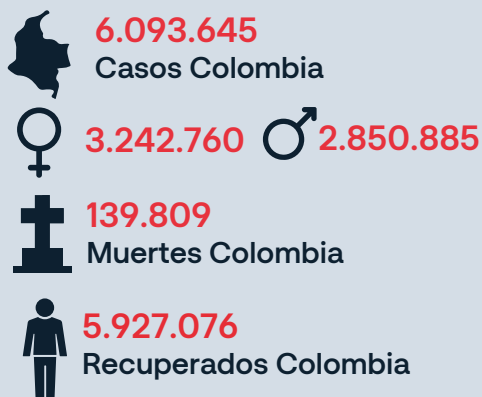 6.093.645
Casos Colombia
3.242.760 2.850.885
139.809
Muertes Colombia
5.927.076
Recuperados Colombia